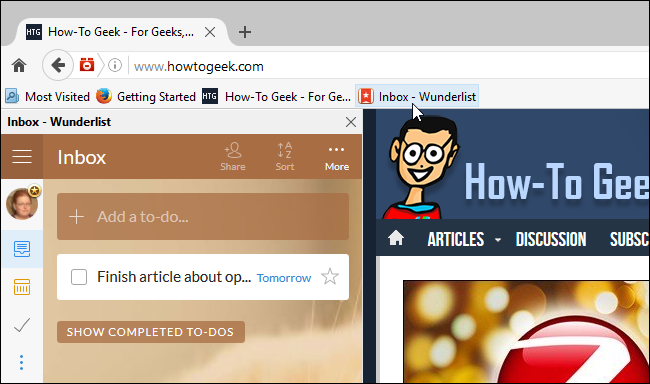 HTG How-To Geek - For Geeks,...
www.howtogeek.com
Most Visited Getting Started HTG How-To Geek - For Ge... Inbox - Wunderlist
Inbox - Wunderlist
Inbox Share Sort More
A Z
Add a to-do...
Finish article about op... Tomorrow
SHOW COMPLETED TO-DOS
How-To Gee
ARTICLES DISCUSSION SUBSC